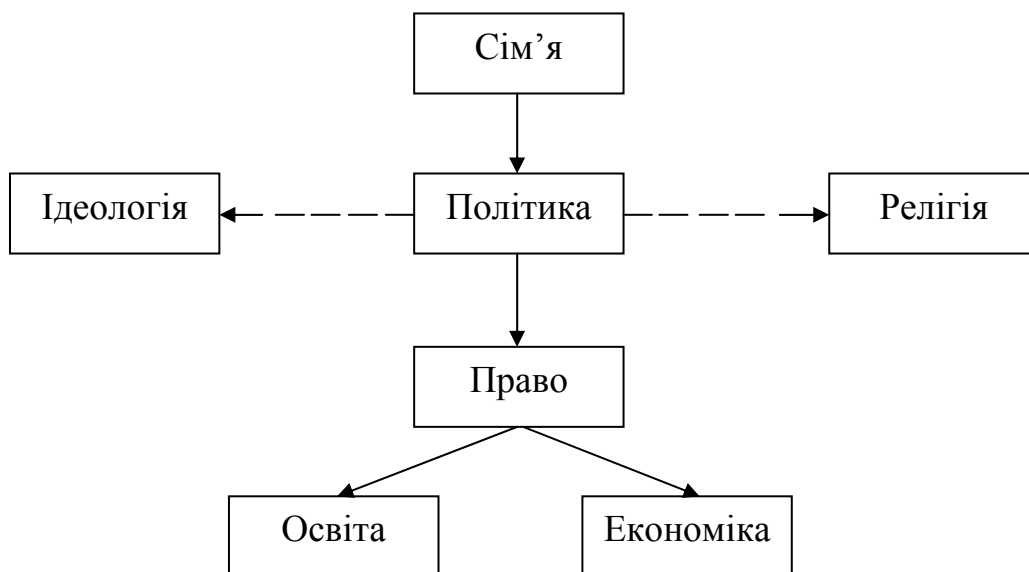 Сім’я
Ідеологія
Політика
Релігія
Право
Освіта
Економіка